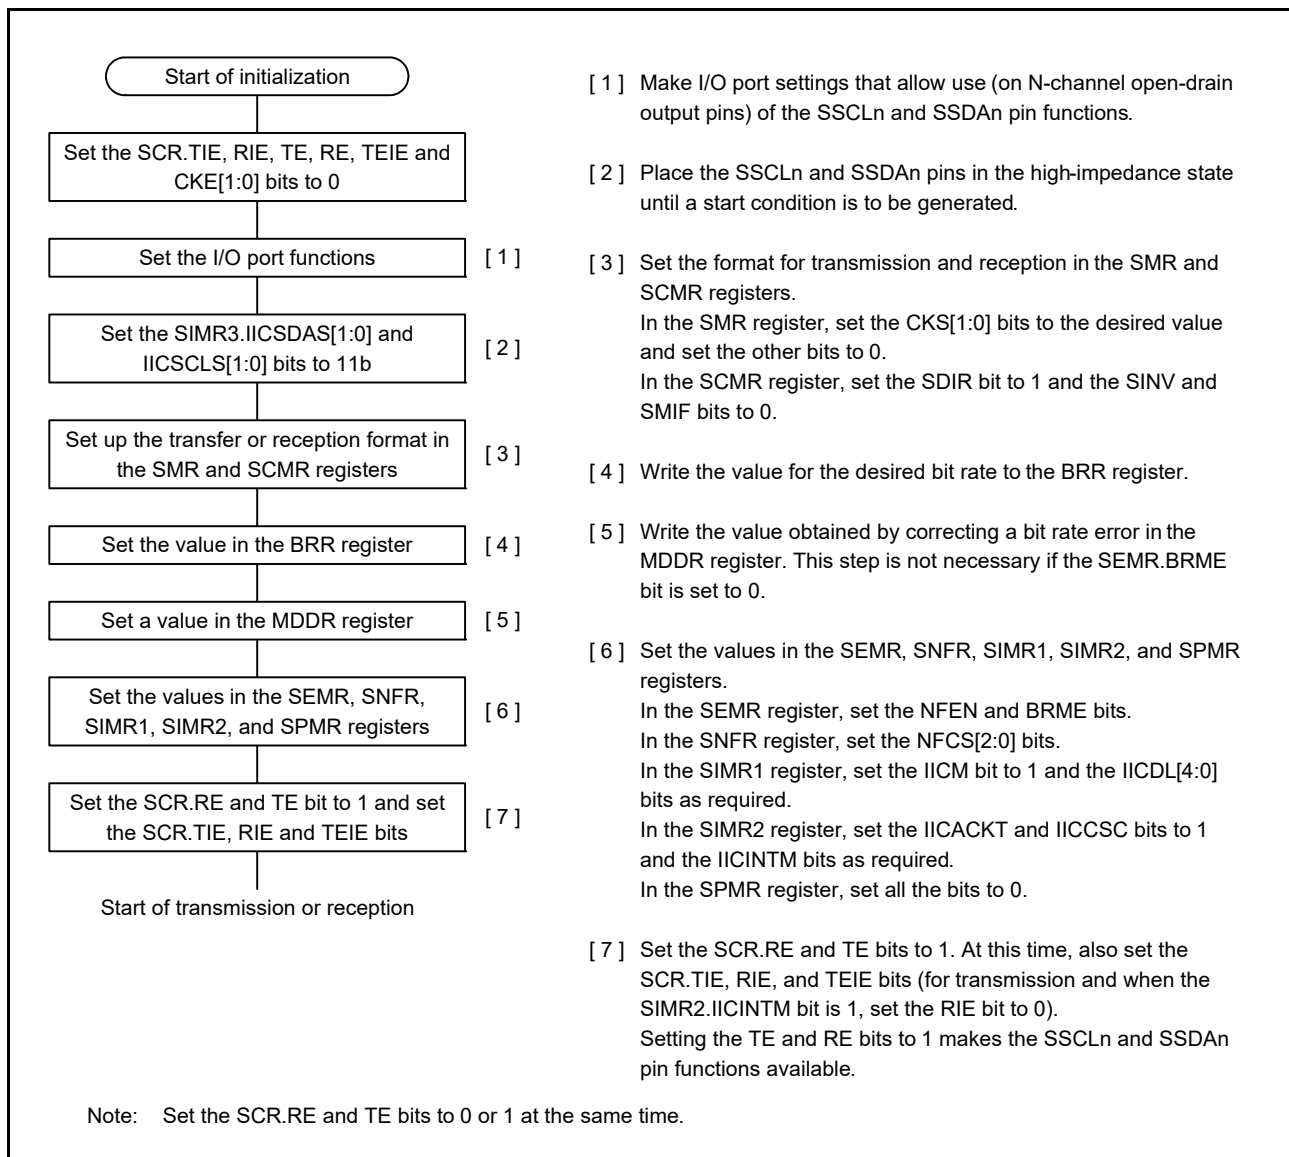 Start of initialization
Set the SCR.TIE, RIE, TE, RE, TEIE and
CKE[1:0] bits to 0
Set the I/O port functions
[ 1 ]
Set the SIMR3.IICSDAS[1:0] and
IICSCLS[1:0] bits to 11b
[ 2 ]
Set up the transfer or reception format in
the SMR and SCMR registers
[ 3 ]
Set the value in the BRR register
[ 4 ]
Set a value in the MDDR register
[ 5 ]
Set the values in the SEMR, SNFR,
SIMR1, SIMR2, and SPMR registers
[ 6 ]
Set the SCR.RE and TE bit to 1 and set
the SCR.TIE, RIE and TEIE bits
[ 7 ]
Start of transmission or reception
[ 1 ] Make I/O port settings that allow use (on N-channel open-drain
output pins) of the SSCLn and SSDAn pin functions.
[ 2 ] Place the SSCLn and SSDAn pins in the high-impedance state
until a start condition is to be generated.
[ 3 ] Set the format for transmission and reception in the SMR and
SCMR registers.
In the SMR register, set the CKS[1:0] bits to the desired value
and set the other bits to 0.
In the SCMR register, set the SDIR bit to 1 and the SINV and
SMIF bits to 0.
[ 4 ] Write the value for the desired bit rate to the BRR register.
[ 5 ] Write the value obtained by correcting a bit rate error in the
MDDR register. This step is not necessary if the SEMR.BRME
bit is set to 0.
[ 6 ] Set the values in the SEMR, SNFR, SIMR1, SIMR2, and SPMR
registers.
In the SEMR register, set the NFEN and BRME bits.
In the SNFR register, set the NFCS[2:0] bits.
In the SIMR1 register, set the IICM bit to 1 and the IICDL[4:0]
bits as required.
In the SIMR2 register, set the IICACKT and IICCSC bits to 1
and the IICINTM bits as required.
In the SPMR register, set all the bits to 0.
[ 7 ] Set the SCR.RE and TE bits to 1. At this time, also set the
SCR.TIE, RIE, and TEIE bits (for transmission and when the
SIMR2.IICINTM bit is 1, set the RIE bit to 0).
Setting the TE and RE bits to 1 makes the SSCLn and SSDAn
pin functions available.
Note: Set the SCR.RE and TE bits to 0 or 1 at the same time.